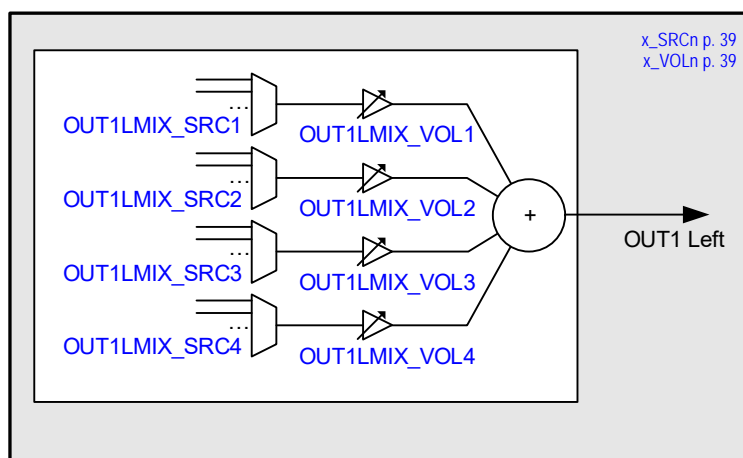 x_SRCn p. 39
x_VOLn p. 39
...
OUT1LMIX_SRC1
OUT1LMIX_VOL1
...
OUT1LMIX_SRC2
OUT1LMIX_VOL2
+
OUT1 Left
...
OUT1LMIX_SRC3
OUT1LMIX_VOL3
...
OUT1LMIX_SRC4
OUT1LMIX_VOL4